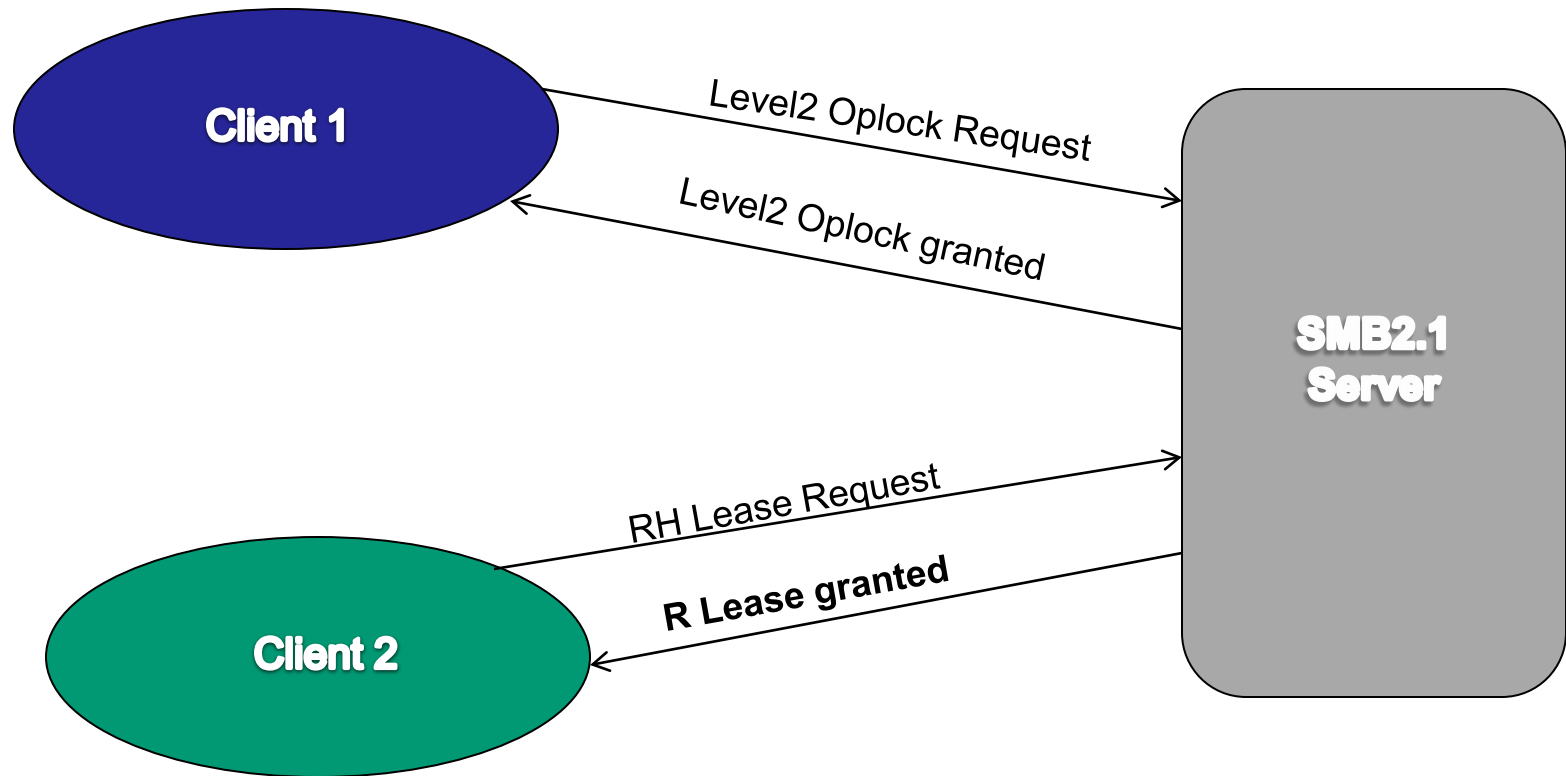 Client 1
Level2 Oplock Request
Level2 Oplock granted
SMB2.1
Server
RH Lease Request
R Lease granted
Client 2